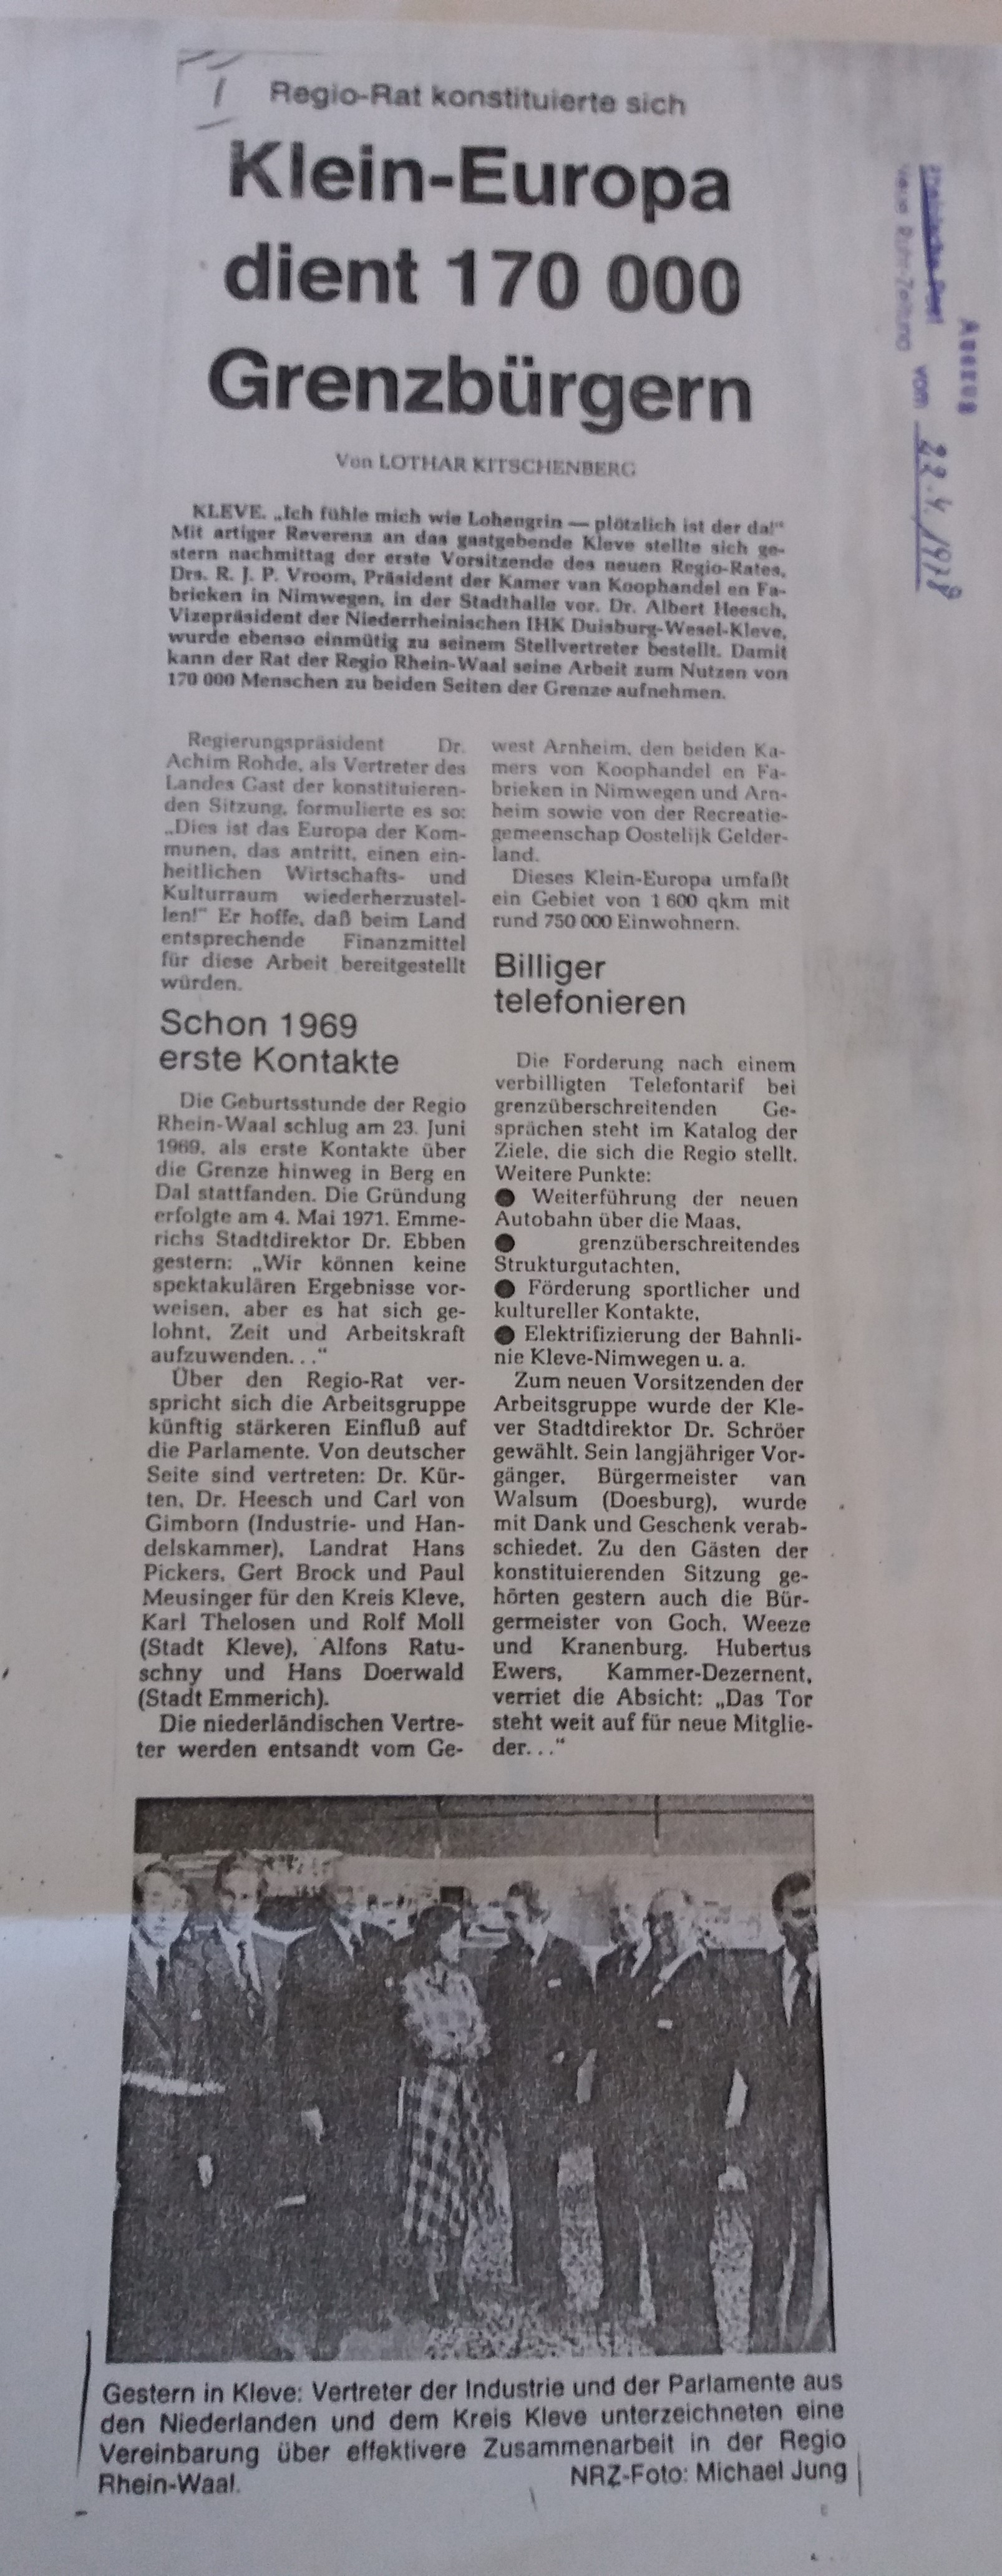 Regio-Rat konstituierte sich
Klein-Europa
dient 170 000
Grenzbürgern
Von LOTHAR KITSCHENBERG
KLEVE. „Ich fühle mich wie Lohengrin — plötzlich ist der da!“
Mit artiger Reverenz an das gastgebende Kleve stellte sich ge-
stern nachmittag der erste Vorsitzende des neuen Regio-Rates,
Drs. R. J. P. Vroom, Präsident der Kamer van Koophandel en Fa-
brieken in Nimwegen, in der Stadthalle vor. Dr. Albert Heesch,
Vizepräsident der Niederrheinischen IHK Duisburg-Wesel-Kleve,
wurde ebenso einmütig zu seinem Stellvertreter bestellt. Damit
kann der Rat der Regio Rhein-Waal seine Arbeit zum Nutzen von
170 000 Menschen zu beiden Seiten der Grenze aufnehmen.
Regierungspräsident Dr.
Achim Rohde, als Vertreter des
Landes Gast der konstituieren-
den Sitzung, formulierte es so:
„Dies ist das Europa der Kom-
munen, das antritt, einen ein-
heitlichen Wirtschafts- und
Kulturraum wiederherzustel-
len!“ Er hoffe, daß beim Land
entsprechende Finanzmittel
für diese Arbeit bereitgestellt
würden.
Schon 1969
erste Kontakte
Die Geburtsstunde der Regio
Rhein-Waal schlug am 23. Juni
1969, als erste Kontakte über
die Grenze hinweg in Berg en
Dal stattfanden. Die Gründung
erfolgte am 4. Mai 1971. Emme-
richs Stadtdirektor Dr. Ebben
gestern: „Wir können keine
spektakulären Ergebnisse vor-
weisen, aber es hat sich ge-
lohnt, Zeit und Arbeitskraft
aufzuwenden. . .“
Über den Regio-Rat ver-
spricht sich die Arbeitsgruppe
künftig stärkeren Einfluß auf
die Parlamente. Von deutscher
Seite sind vertreten: Dr. Kür-
ten, Dr. Heesch und Carl von
Gimborn (Industrie- und Han-
delskammer), Landrat Hans
Pickers, Gert Brock und Paul
Meusinger für den Kreis Kleve,
Karl Thelosen und Rolf Moll
(Stadt Kleve), Alfons Ratu-
schny und Hans Doerwald
(Stadt Emmerich).
Die niederländischen Vertre-
ter werden entsandt vom Ge-
west Arnheim, den beiden Ka-
mers von Koophandel en Fa-
brieken in Nimwegen und Arn-
heim sowie von der Recreatie-
gemeenschap Oostelijk Gelder-
land.
Dieses Klein-Europa umfaßt
ein Gebiet von 1 600 qkm mit
rund 750 000 Einwohnern.
Billiger
telefonieren
Die Forderung nach einem
verbilligten Telefontarif bei
grenzüberschreitenden Ge-
sprächen steht im Katalog der
Ziele, die sich die Regio stellt.
Weitere Punkte:
● Weiterführung der neuen
Autobahn über die Maas,
● grenzüberschreitendes
Strukturgutachten,
● Förderung sportlicher und
kultureller Kontakte,
● Elektrifizierung der Bahnli-
nie Kleve-Nimwegen u. a.
Zum neuen Vorsitzenden der
Arbeitsgruppe wurde der Kle-
ver Stadtdirektor Dr. Schröer
gewählt. Sein langjähriger Vor-
gänger, Bürgermeister van
Walsum (Doesburg), wurde
mit Dank und Geschenk verab-
schiedet. Zu den Gästen der
konstituierenden Sitzung ge-
hörten gestern auch die Bür-
germeister von Goch, Weeze
und Kranenburg. Hubertus
Ewers, Kammer-Dezernent,
verriet die Absicht: „Das Tor
steht weit auf für neue Mitglie-
der. . .“
Gestern in Kleve: Vertreter der Industrie und der Parlamente aus
den Niederlanden und dem Kreis Kleve unterzeichneten eine
Vereinbarung über effektivere Zusammenarbeit in der Regio
Rhein-Waal. NRZ-Foto: Michael Jung
Auszug
Rheinische Post
Neue Ruhr-Zeitung vom